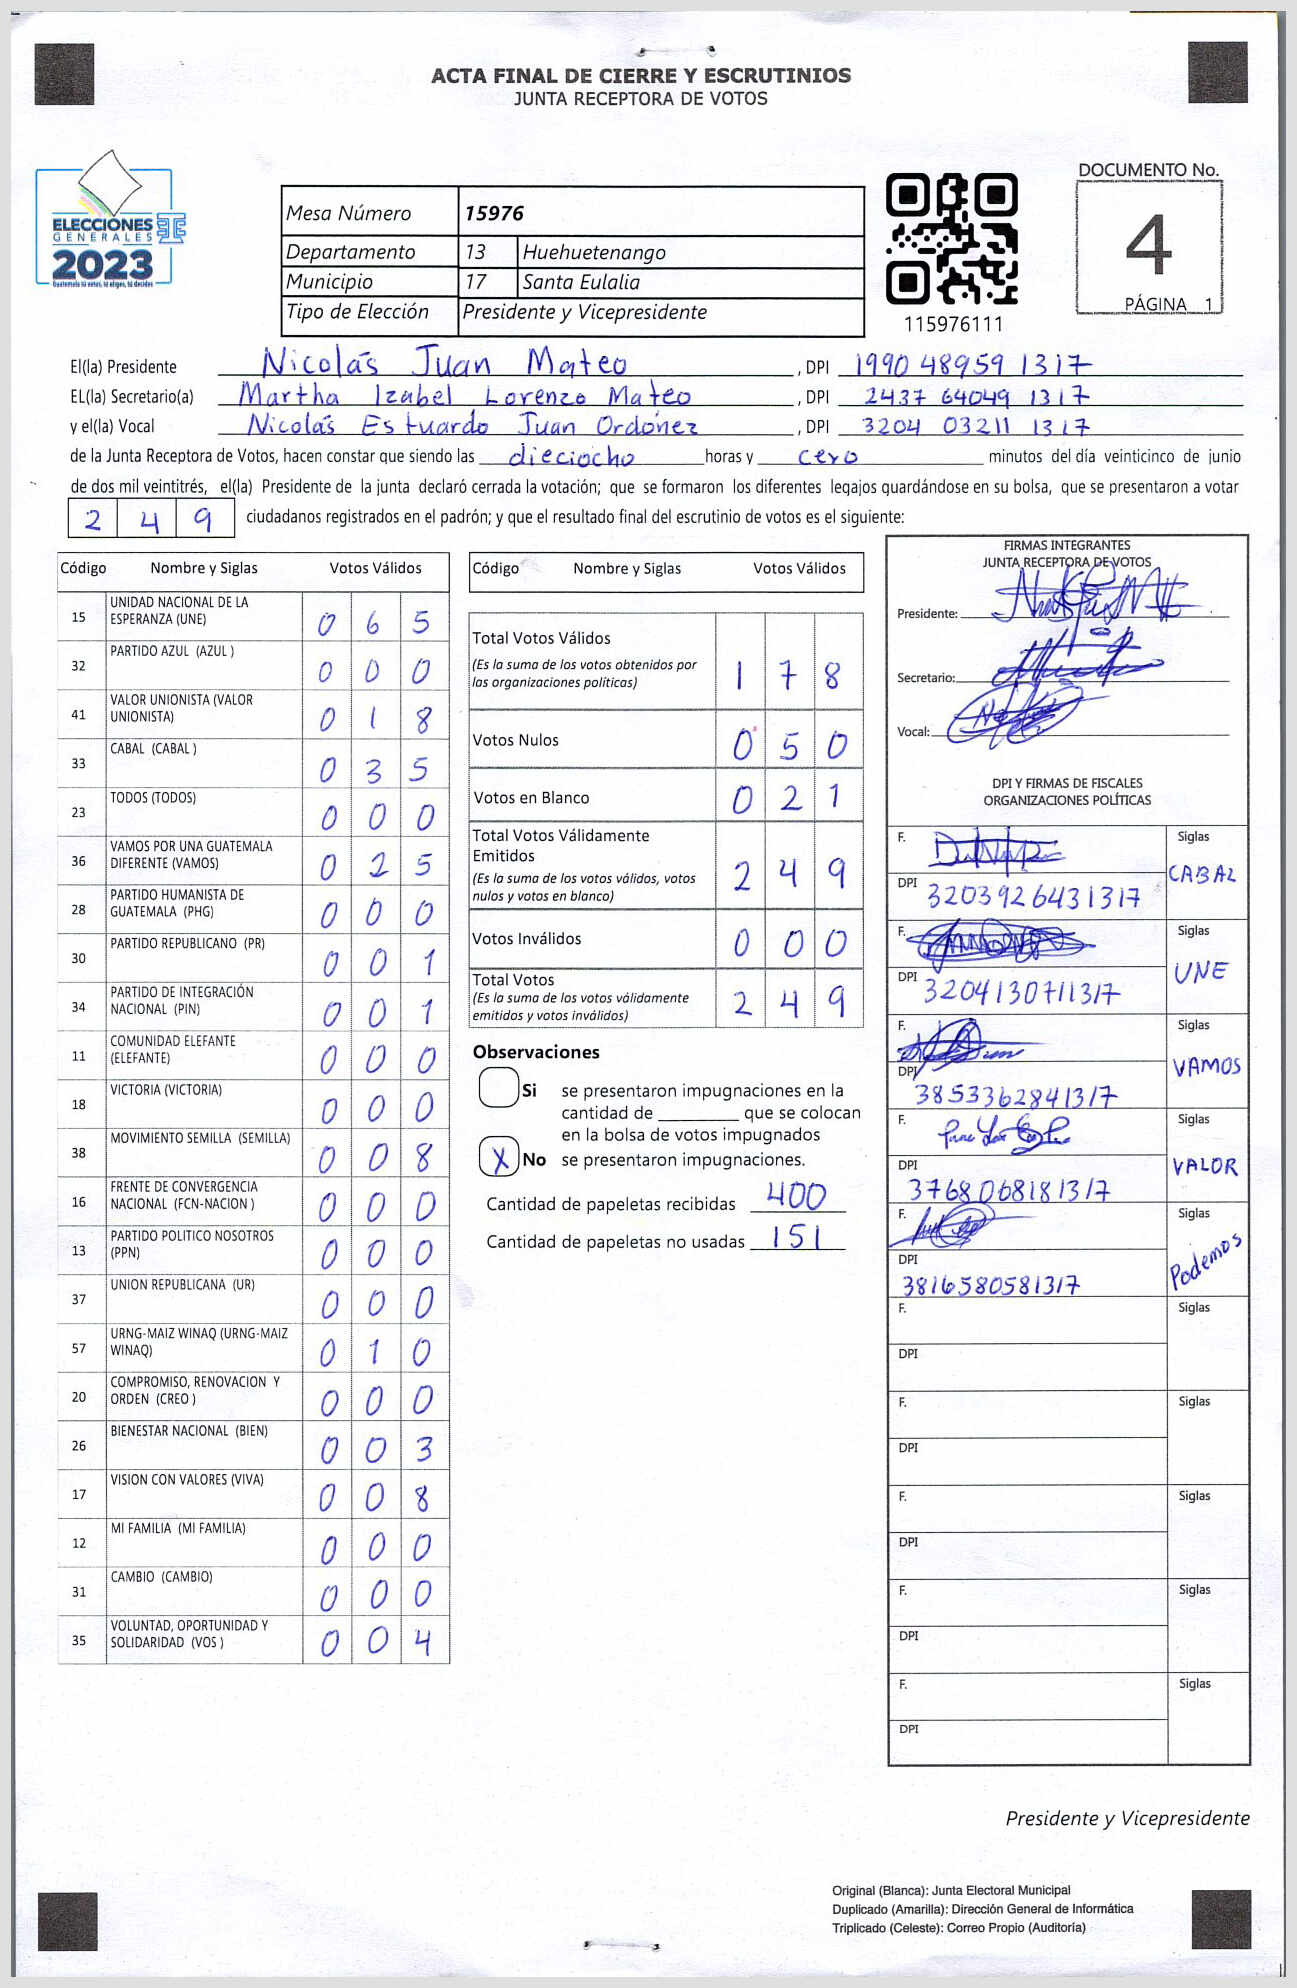 ACTA FINAL DE CIERRE Y ESCRUTINIOS
JUNTA RECEPTORA DE VOTOS
ELECCIONES
GENERALES
2023
Guatemala tú votas, tú eliges, tú decides
Mesa Número 15976
Departamento 13 Huehuetenango
Municipio 17 Santa Eulalia
Tipo de Elección Presidente y Vicepresidente
115976111
DOCUMENTO No.
4
PÁGINA 1
El(la) Presidente Nicolás Juan Mateo , DPI 1990 48959 1317
EL(la) Secretario(a) Martha Izabel Lorenzo Mateo , DPI 2437 64049 1317
y el(la) Vocal Nicolás Estuardo Juan Ordóñez , DPI 3204 03211 1317
de la Junta Receptora de Votos, hacen constar que siendo las dieciocho horas y cero minutos del día veinticinco de junio
de dos mil veintitrés, el(la) Presidente de la junta declaró cerrada la votación; que se formaron los diferentes legajos guardándose en su bolsa, que se presentaron a votar
2 4 9 ciudadanos registrados en el padrón; y que el resultado final del escrutinio de votos es el siguiente:
Código Nombre y Siglas Votos Válidos
15 UNIDAD NACIONAL DE LA
ESPERANZA (UNE) 0 6 5
32 PARTIDO AZUL (AZUL ) 0 0 0
41 VALOR UNIONISTA (VALOR
UNIONISTA) 0 1 8
33 CABAL (CABAL ) 0 3 5
23 TODOS (TODOS) 0 0 0
36 VAMOS POR UNA GUATEMALA
DIFERENTE (VAMOS) 0 2 5
28 PARTIDO HUMANISTA DE
GUATEMALA (PHG) 0 0 0
30 PARTIDO REPUBLICANO (PR) 0 0 1
34 PARTIDO DE INTEGRACIÓN
NACIONAL (PIN) 0 0 1
11 COMUNIDAD ELEFANTE
(ELEFANTE) 0 0 0
18 VICTORIA (VICTORIA) 0 0 0
38 MOVIMIENTO SEMILLA (SEMILLA) 0 0 8
16 FRENTE DE CONVERGENCIA
NACIONAL (FCN-NACION ) 0 0 0
13 PARTIDO POLITICO NOSOTROS
(PPN) 0 0 0
37 UNION REPUBLICANA (UR) 0 0 0
57 URNG-MAIZ WINAQ (URNG-MAIZ
WINAQ) 0 1 0
20 COMPROMISO, RENOVACION Y
ORDEN (CREO ) 0 0 0
26 BIENESTAR NACIONAL (BIEN) 0 0 3
17 VISION CON VALORES (VIVA) 0 0 8
12 MI FAMILIA (MI FAMILIA) 0 0 0
31 CAMBIO (CAMBIO) 0 0 0
35 VOLUNTAD, OPORTUNIDAD Y
SOLIDARIDAD (VOS ) 0 0 4
Código Nombre y Siglas Votos Válidos
Total Votos Válidos
(Es la suma de los votos obtenidos por
las organizaciones políticas) 1 7 8
Votos Nulos 0 5 0
Votos en Blanco 0 2 1
Total Votos Válidamente
Emitidos
(Es la suma de los votos válidos, votos
nulos y votos en blanco) 2 4 9
Votos Inválidos 0 0 0
Total Votos
(Es la suma de los votos válidamente
emitidos y votos inválidos) 2 4 9
Observaciones
Si se presentaron impugnaciones en la
cantidad de ________ que se colocan
en la bolsa de votos impugnados
X No se presentaron impugnaciones.
Cantidad de papeletas recibidas 400
Cantidad de papeletas no usadas 151
FIRMAS INTEGRANTES
JUNTA RECEPTORA DE VOTOS
Presidente:
Secretario:
Vocal:
DPI Y FIRMAS DE FISCALES
ORGANIZACIONES POLÍTICAS
F. Siglas
DPI 3203926431317 CABAL
F. Siglas
DPI 3204130711317 UNE
F. Siglas
DPI 3853362841317 VAMOS
F. Siglas
DPI 3768068181317 VALOR
F. Siglas
DPI 3816580581317 Podemos
F. Siglas
DPI
F. Siglas
DPI
F. Siglas
DPI
F. Siglas
DPI
F. Siglas
DPI
Presidente y Vicepresidente
Original (Blanca): Junta Electoral Municipal
Duplicado (Amarilla): Dirección General de Informática
Triplicado (Celeste): Correo Propio (Auditoría)